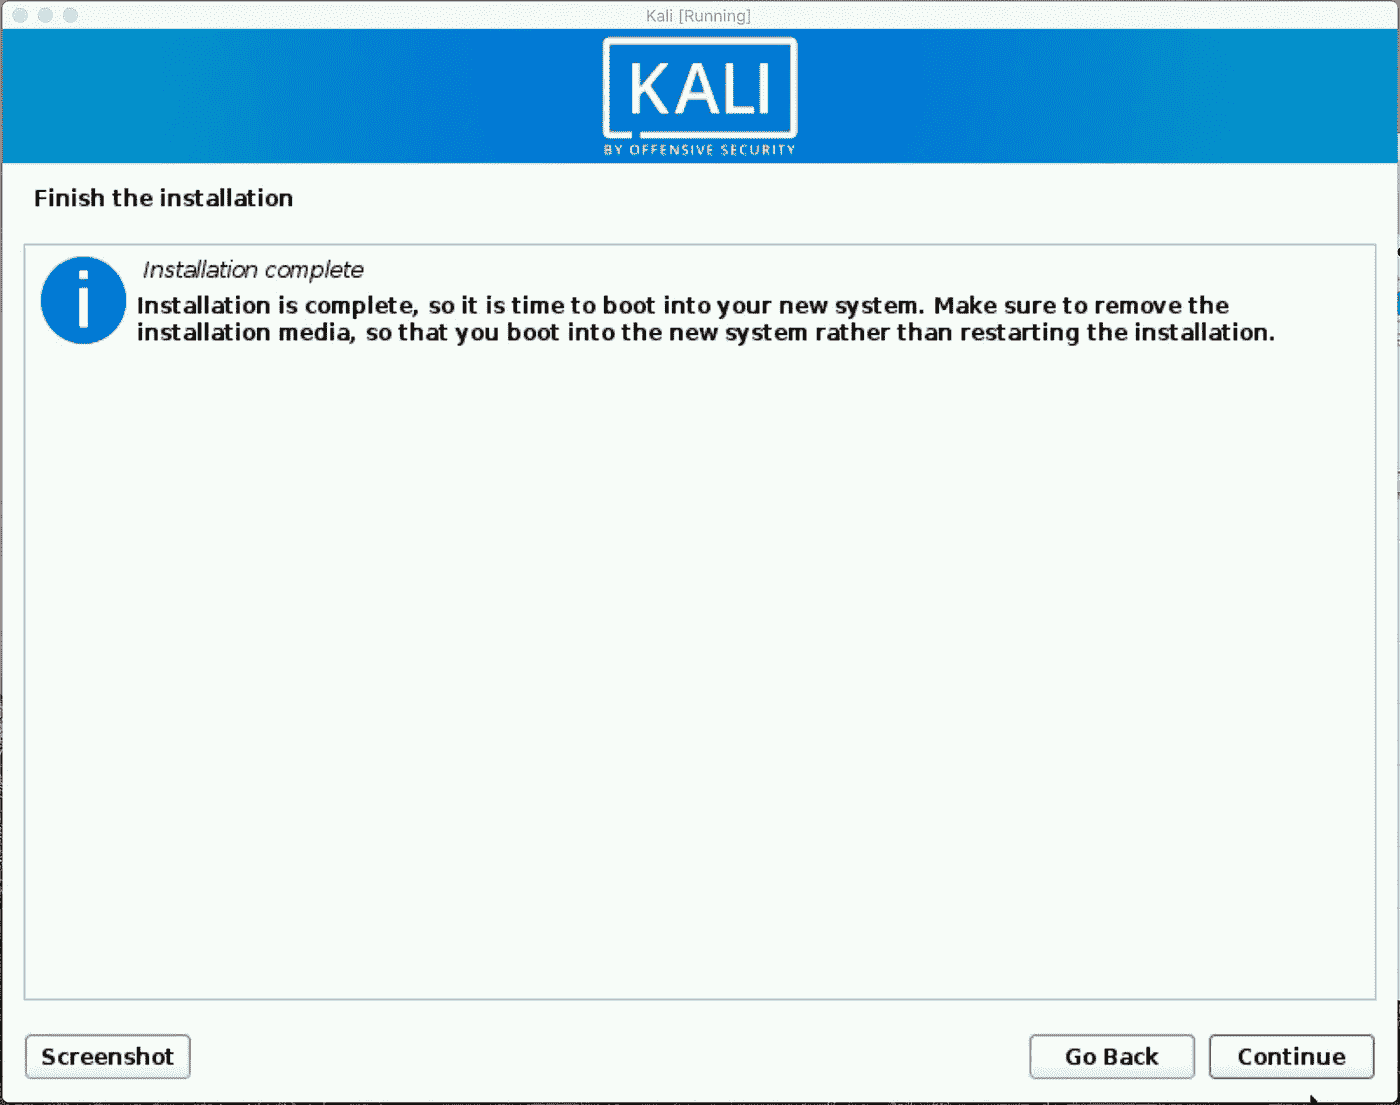 Kali [Running]
KALI
BY OFFENSIVE SECURITY
Finish the installation
Installation complete
Installation is complete, so it is time to boot into your new system. Make sure to remove the
installation media, so that you boot into the new system rather than restarting the installation.
Screenshot
Go Back
Continue